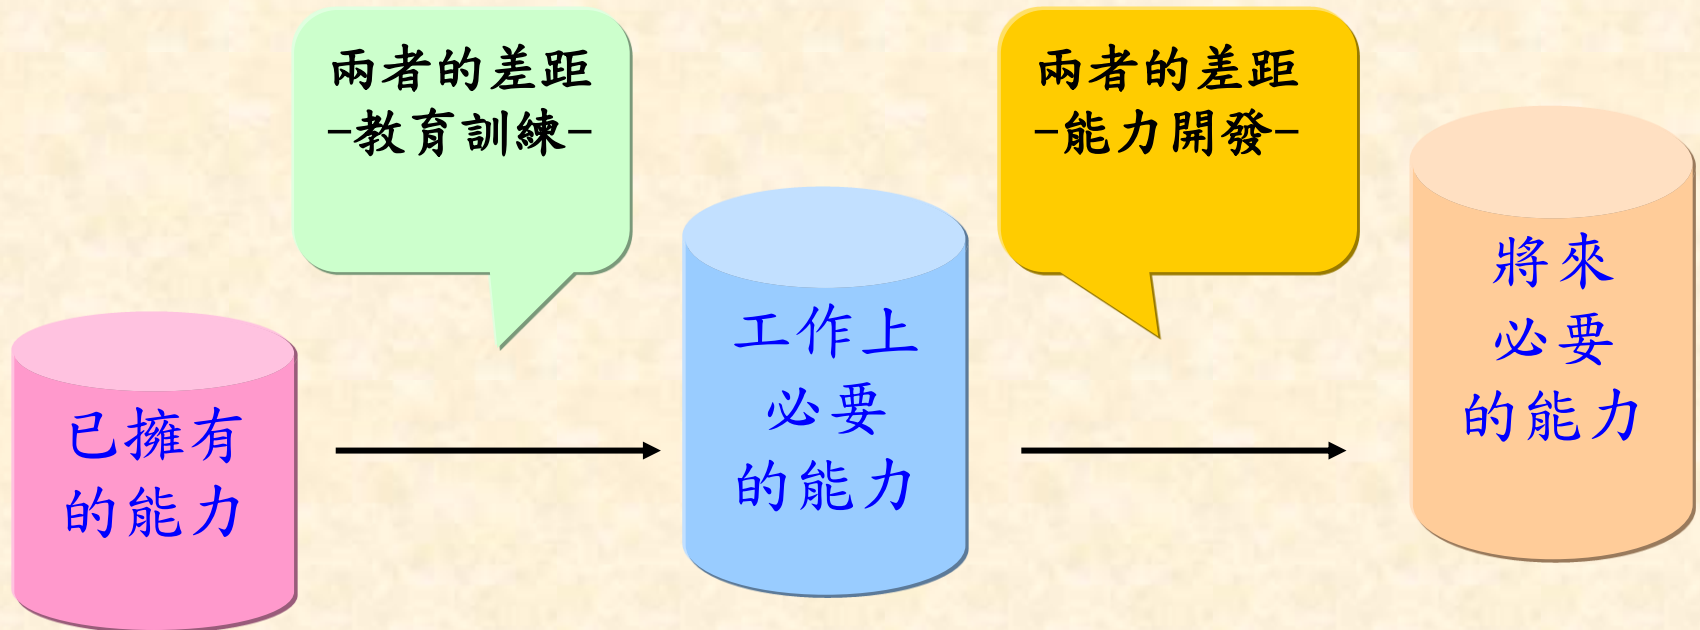 兩者的差距
-教育訓練-
兩者的差距
-能力開發-
已擁有
的能力
工作上
必要
的能力
將來
必要
的能力